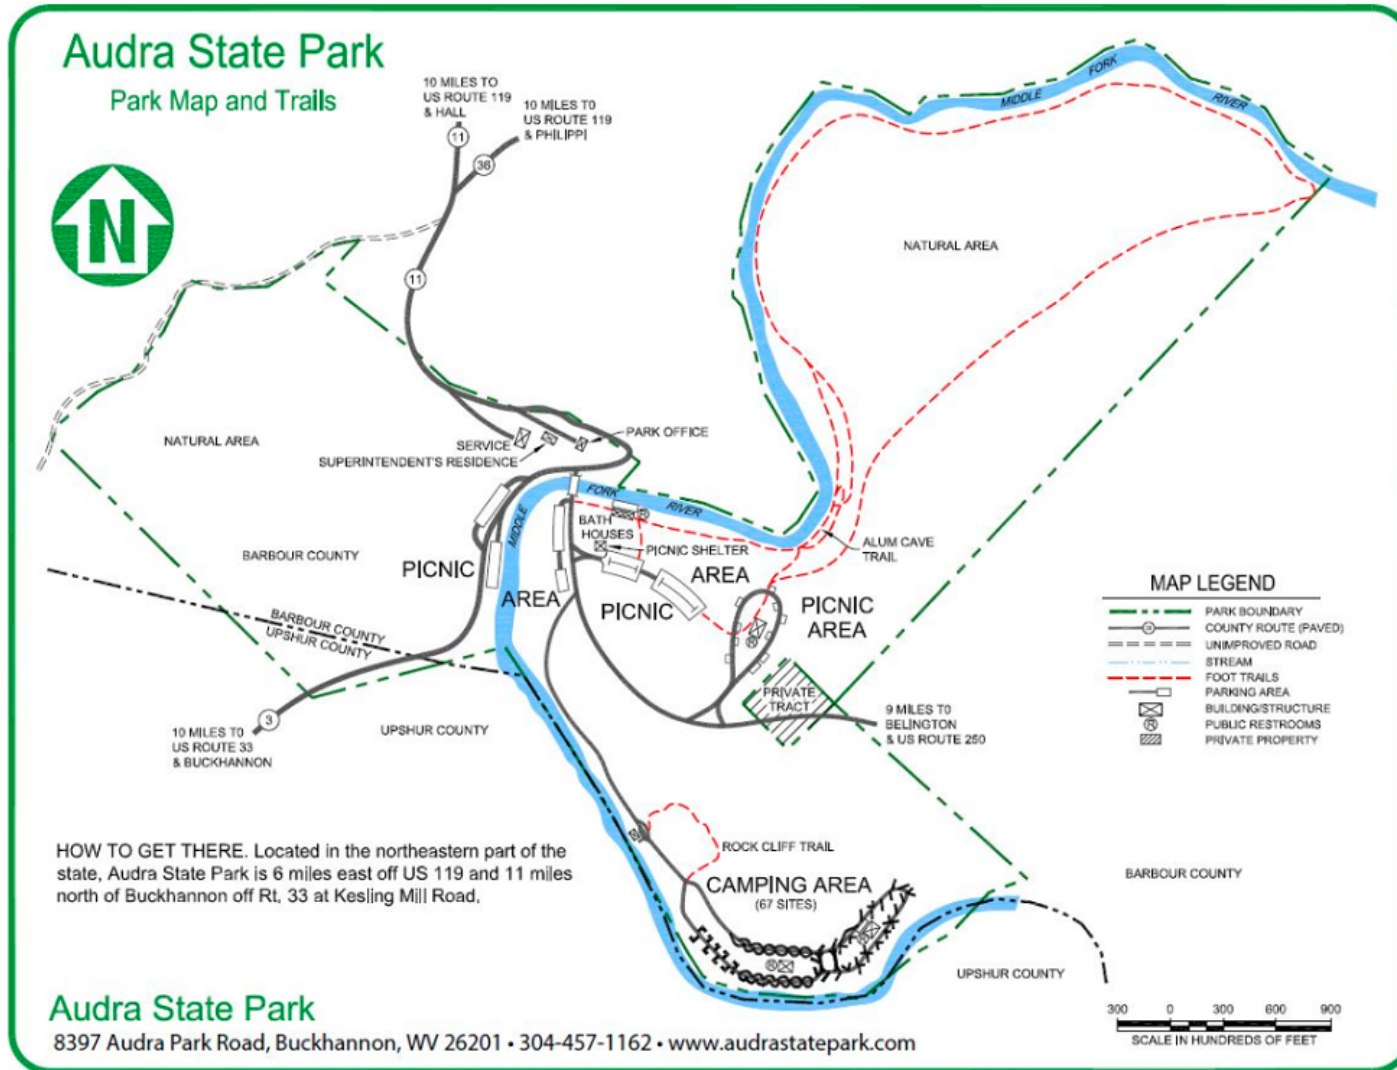 Audra State Park
Park Map and Trails
10 MILES TO
US ROUTE 119
& HALL
10 MILES TO
US ROUTE 119
& PHILIPPI
11
36
N
11
MIDDLE
FORK
RIVER
NATURAL AREA
NATURAL AREA
SERVICE
SUPERINTENDENT'S RESIDENCE
PARK OFFICE
MIDDLE
FORK
RIVER
BATH
HOUSES
R
PICNIC SHELTER
ALUM CAVE
TRAIL
BARBOUR COUNTY
PICNIC
AREA
PICNIC
AREA
PICNIC
AREA
R
BARBOUR COUNTY
UPSHUR COUNTY
PRIVATE
TRACT
9 MILES TO
BELINGTON
& US ROUTE 250
3
10 MILES TO
US ROUTE 33
& BUCKHANNON
UPSHUR COUNTY
MAP LEGEND
PARK BOUNDARY
COUNTY ROUTE (PAVED)
UNIMPROVED ROAD
STREAM
FOOT TRAILS
PARKING AREA
BUILDING/STRUCTURE
R PUBLIC RESTROOMS
PRIVATE PROPERTY
ROCK CLIFF TRAIL
CAMPING AREA
(67 SITES)
R
R
BARBOUR COUNTY
UPSHUR COUNTY
HOW TO GET THERE. Located in the northeastern part of the
state, Audra State Park is 6 miles east off US 119 and 11 miles
north of Buckhannon off Rt. 33 at Kesling Mill Road.
300 0 300 600 900
SCALE IN HUNDREDS OF FEET
Audra State Park
8397 Audra Park Road, Buckhannon, WV 26201 • 304-457-1162 • www.audrastatepark.com